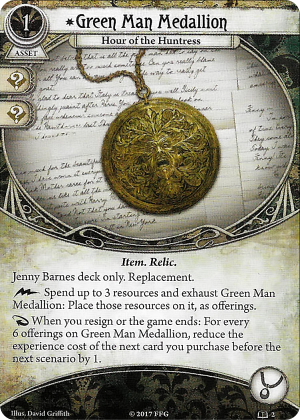 1
Green Man Medallion
ASSET
Hour of the Huntress
Item. Relic.
Jenny Barnes deck only. Replacement.
Spend up to 3 resources and exhaust Green Man
Medallion: Place those resources on it, as offerings.
When you resign or the game ends: For every
6 offerings on Green Man Medallion, reduce the
experience cost of the next card you purchase before the
next scenario by 1.
Illus. David Griffith
© 2017 FFG
2